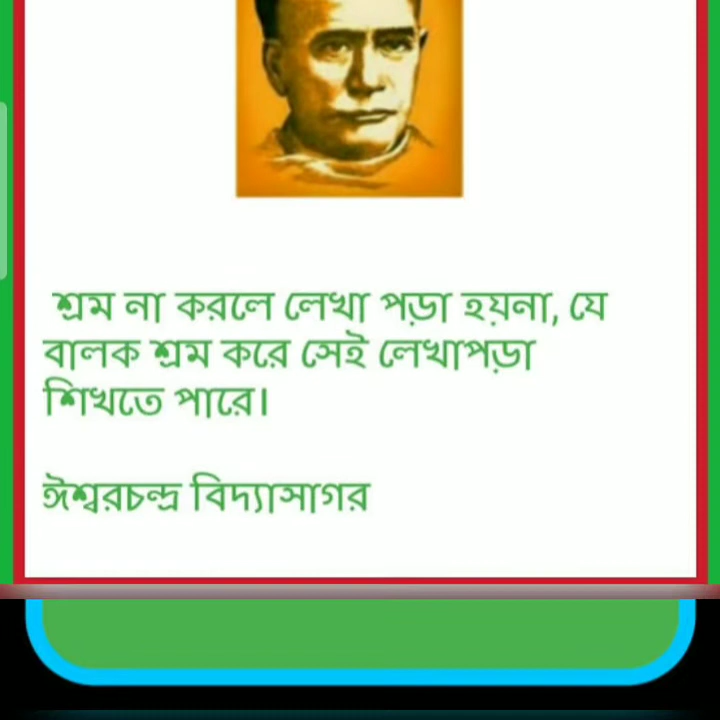 শ্রম না করলে লেখা পড়া হয়না, যে
বালক শ্রম করে সেই লেখাপড়া
শিখতে পারে।
ঈশ্বরচন্দ্র বিদ্যাসাগর